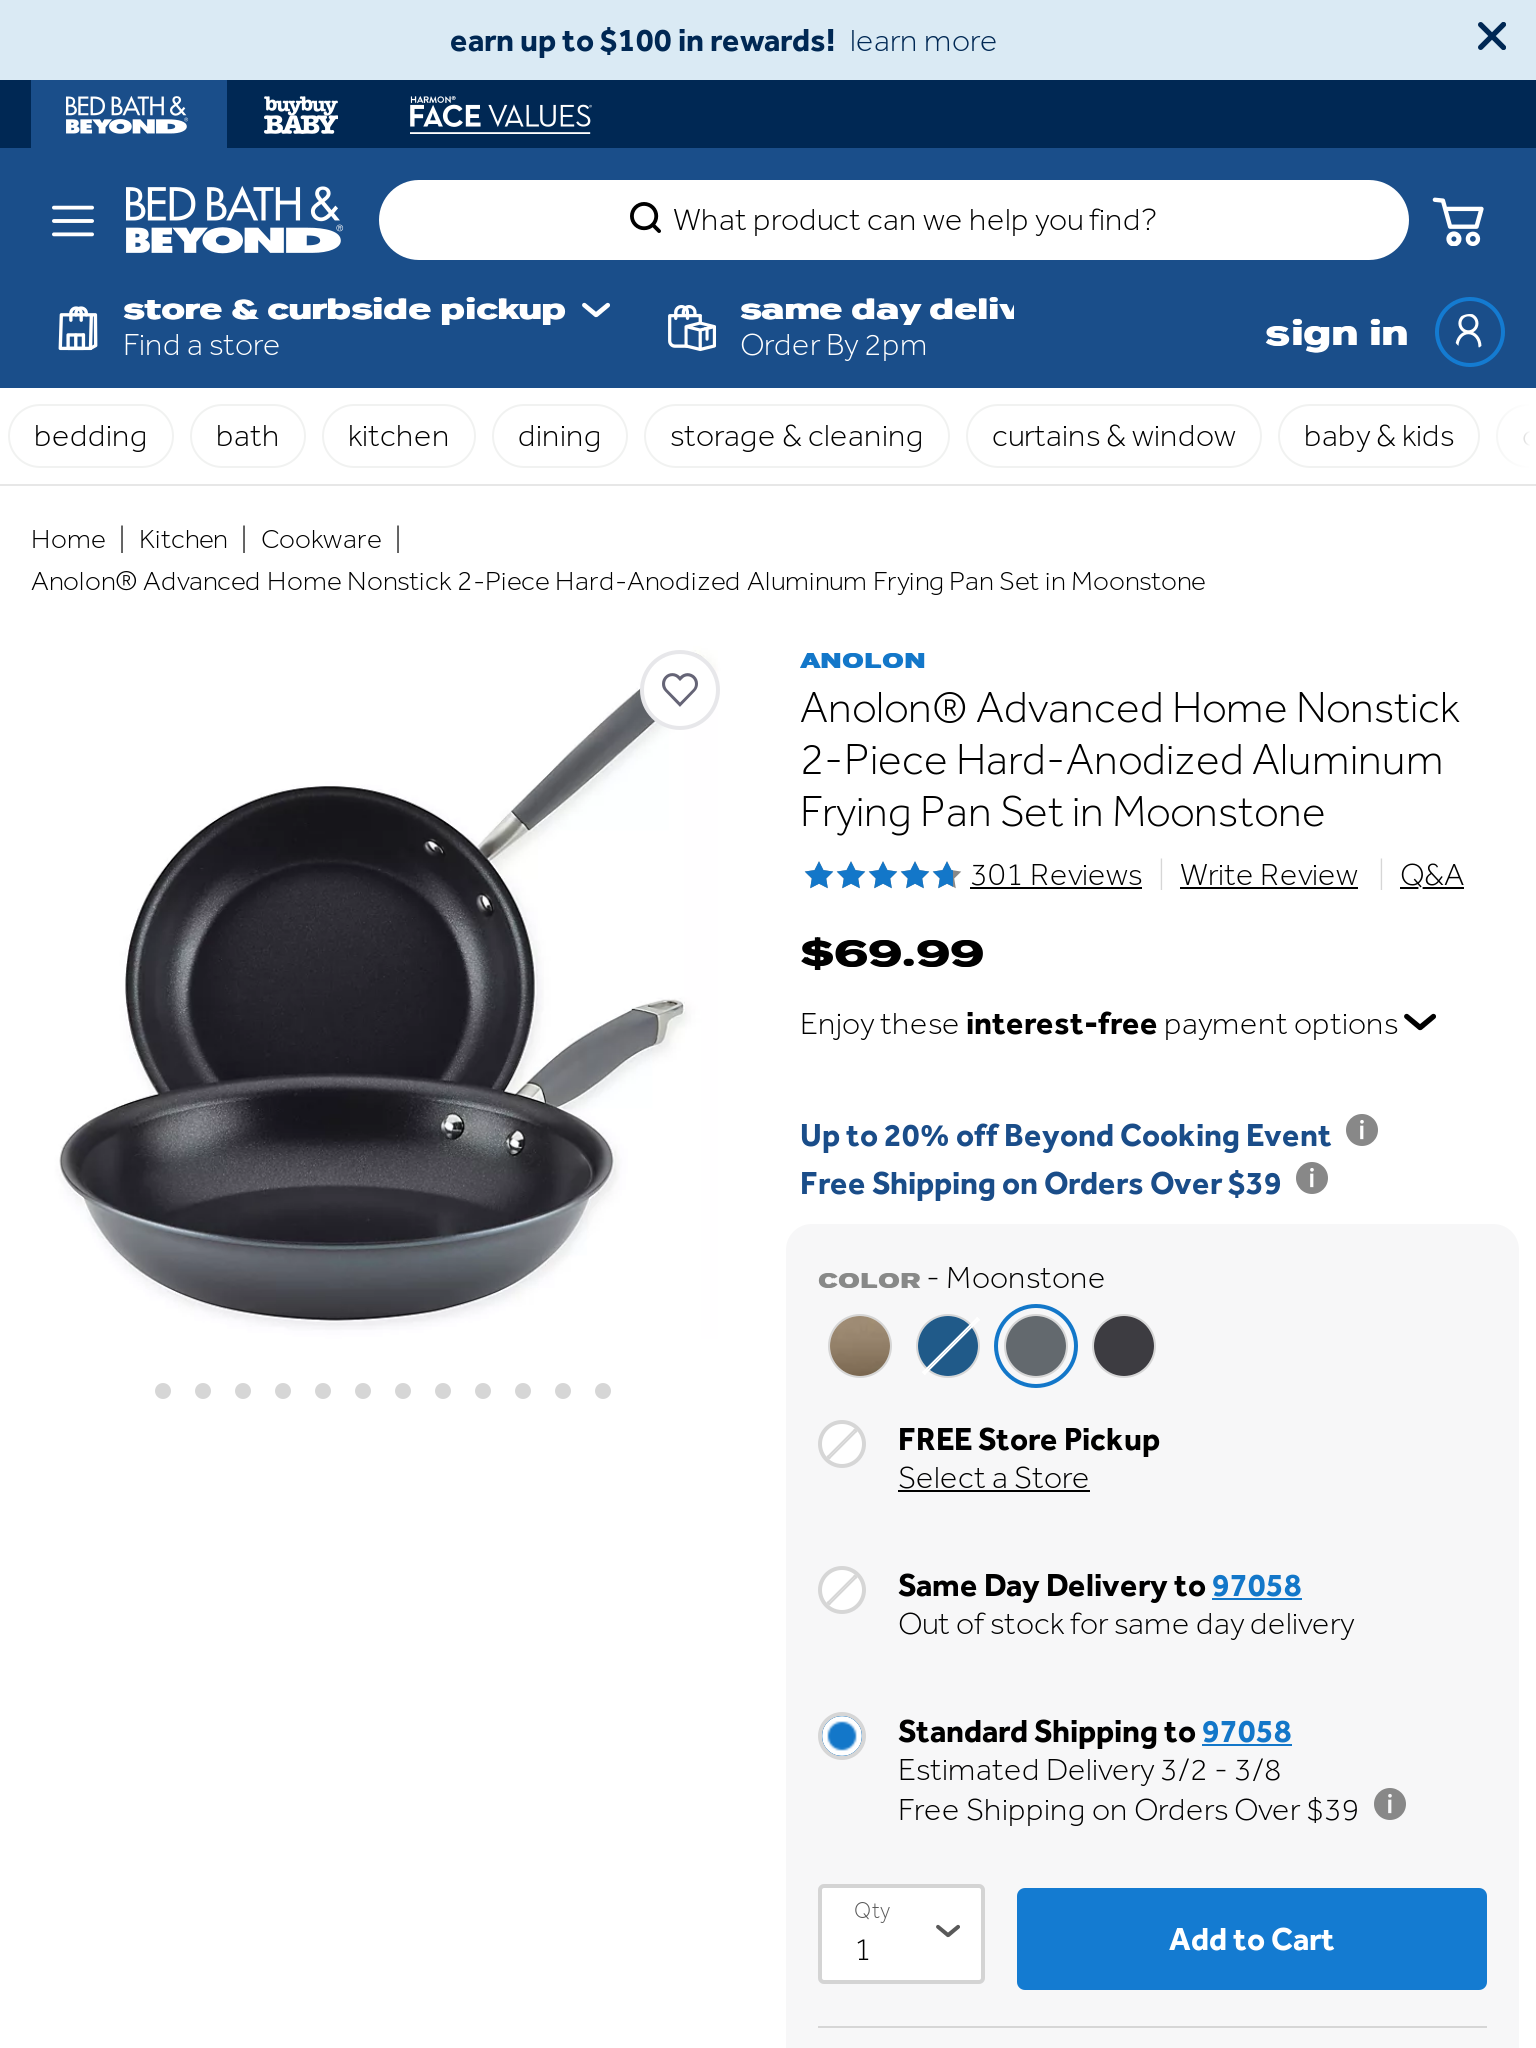 earn up to $100 in rewards! learn more
BED BATH & BEYOND
buybuy BABY
HARMON® FACE VALUES
BED BATH & BEYOND®
What product can we help you find?
store & curbside pickup
Find a store
same day deliv
Order By 2pm
sign in
bedding
bath
kitchen
dining
storage & cleaning
curtains & window
baby & kids
Home | Kitchen | Cookware |
Anolon® Advanced Home Nonstick 2-Piece Hard-Anodized Aluminum Frying Pan Set in Moonstone
ANOLON
Anolon® Advanced Home Nonstick
2-Piece Hard-Anodized Aluminum
Frying Pan Set in Moonstone
301 Reviews | Write Review | Q&A
$69.99
Enjoy these interest-free payment options
Up to 20% off Beyond Cooking Event
Free Shipping on Orders Over $39
COLOR - Moonstone
FREE Store Pickup
Select a Store
Same Day Delivery to 97058
Out of stock for same day delivery
Standard Shipping to 97058
Estimated Delivery 3/2 - 3/8
Free Shipping on Orders Over $39
Qty
1
Add to Cart